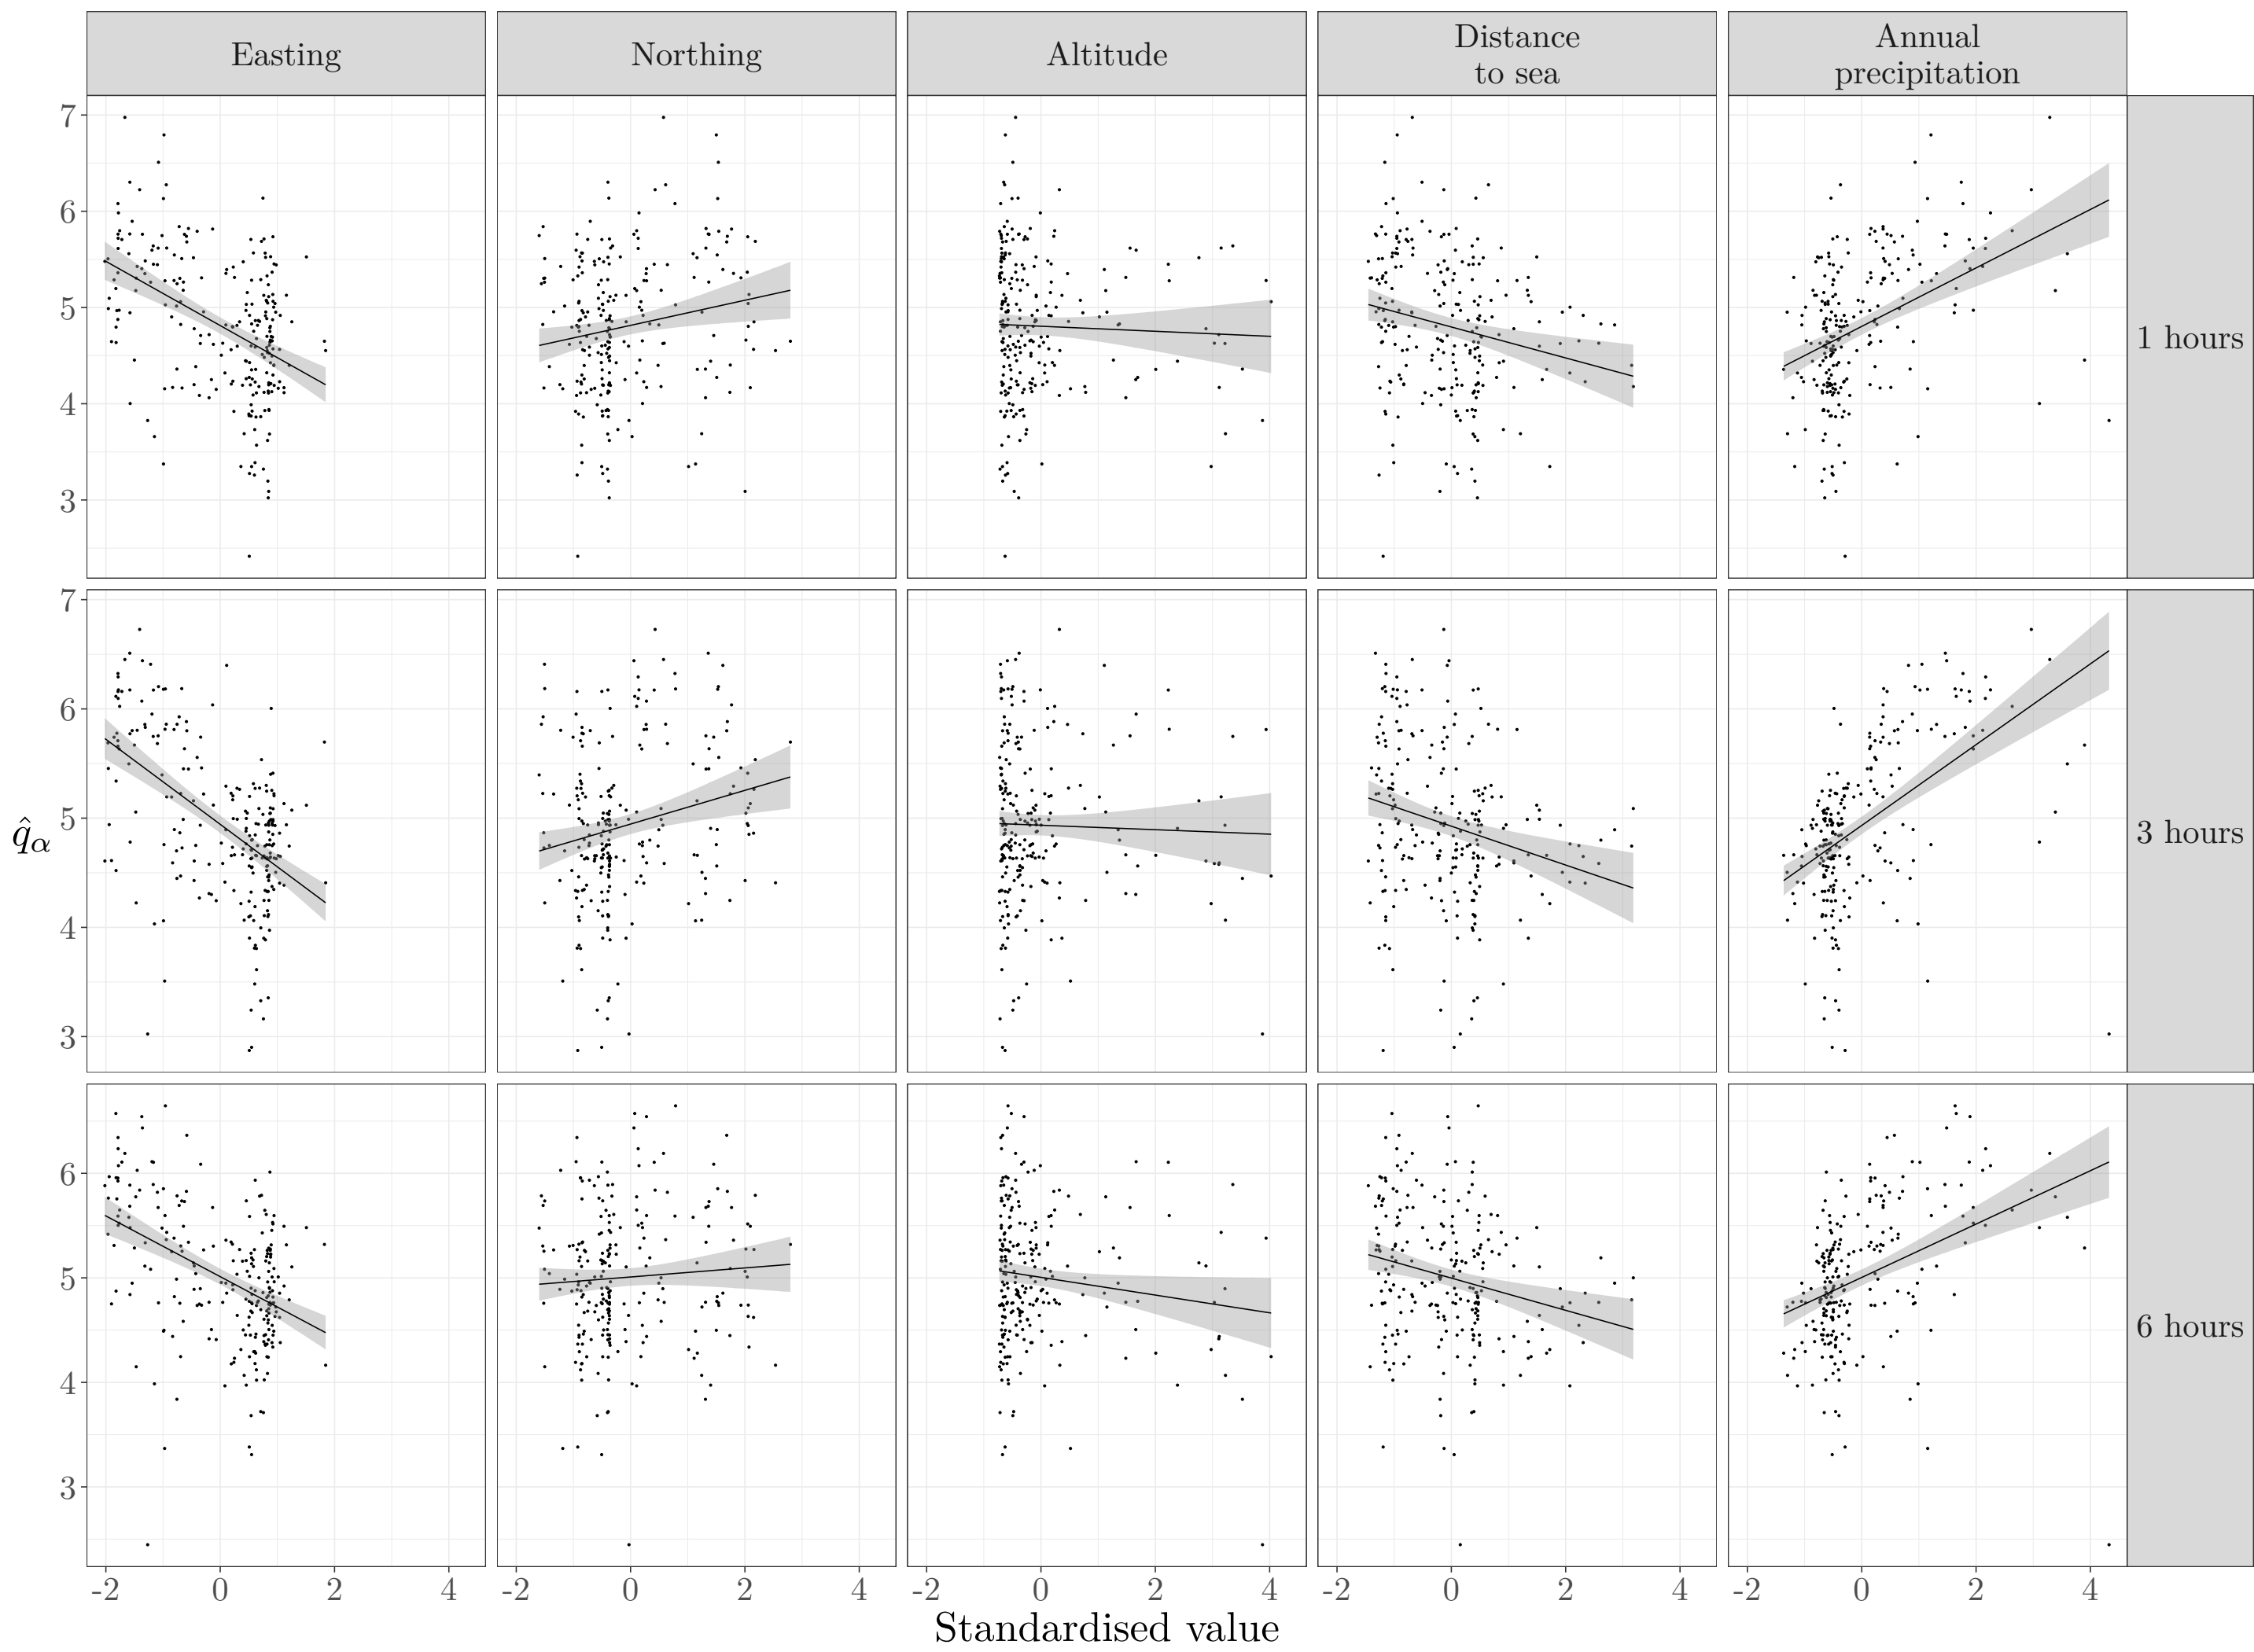 Easting
Northing
Altitude
Distance
to sea
Annual
precipitation
7
6
5
4
3
1 hours
7
6
5
4
3
3 hours
q̂α
6
5
4
3
6 hours
-2 0 2 4
-2 0 2 4
-2 0 2 4
-2 0 2 4
-2 0 2 4
Standardised value